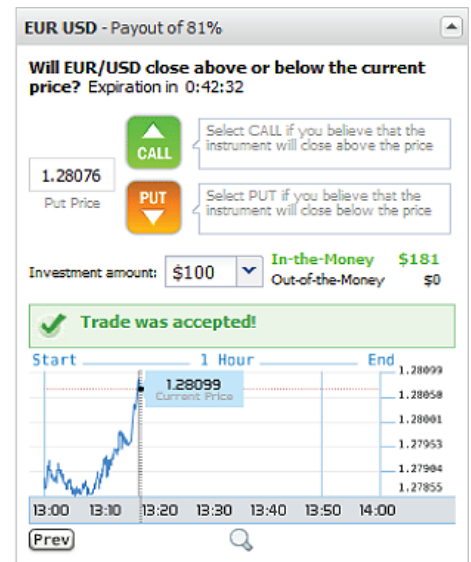 EUR USD - Payout of 81%
Will EUR/USD close above or below the current
price? Expiration in 0:42:32
CALL
Select CALL if you believe that the
instrument will close above the price
1.28076
Put Price
PUT
Select PUT if you believe that the
instrument will close below the price
Investment amount: $100
In-the-Money $181
Out-of-the-Money $0
Trade was accepted!
Start 1 Hour End
1.28099
1.28099
Current Price
1.28050
1.28001
1.27953
1.27904
1.27855
13:00 13:10 13:20 13:30 13:40 13:50 14:00
Prev